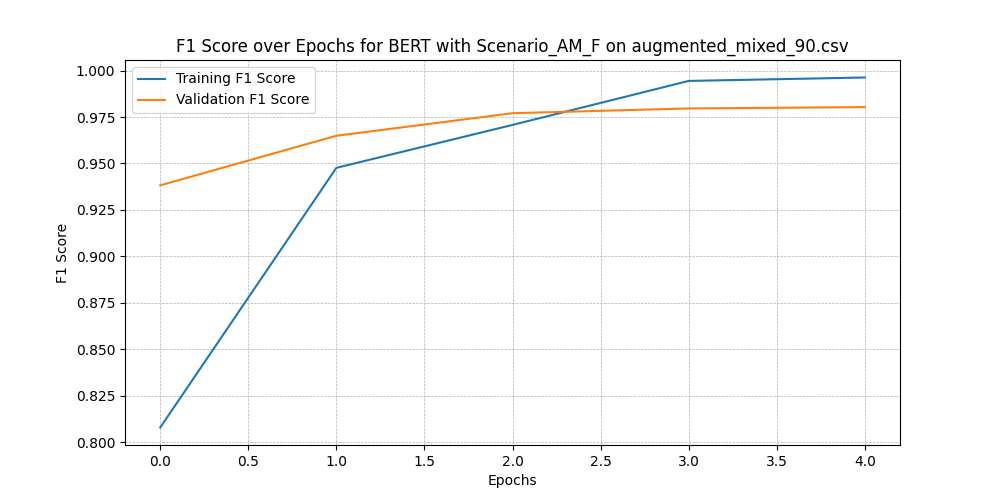 F1 Score over Epochs for BERT with Scenario_AM_F on augmented_mixed_90.csv
Training F1 Score
Validation F1 Score
F1 Score
1.000
0.975
0.950
0.925
0.900
0.875
0.850
0.825
0.800
0.0 0.5 1.0 1.5 2.0 2.5 3.0 3.5 4.0
Epochs